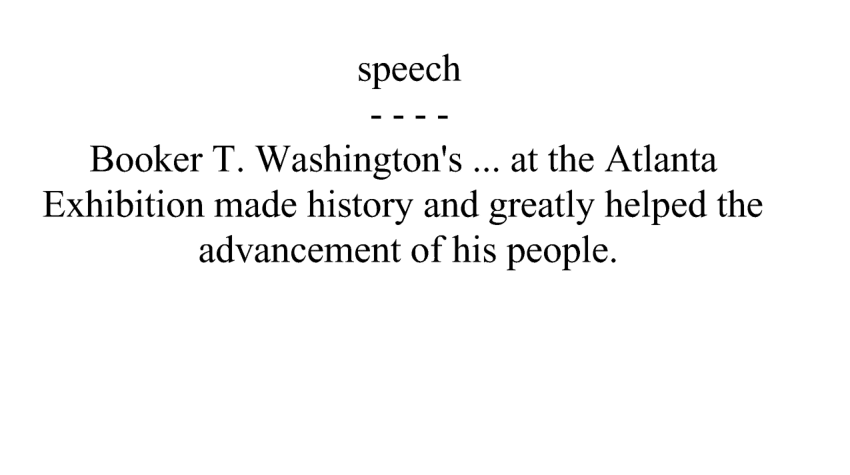 speech
- - - -
Booker T. Washington's ... at the Atlanta
Exhibition made history and greatly helped the
advancement of his people.